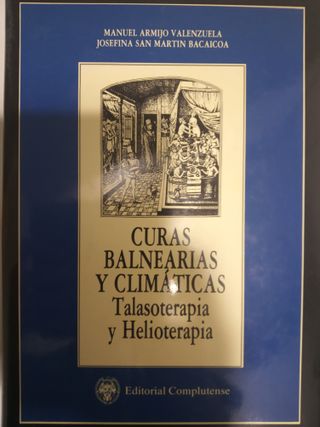 MANUEL ARMIJO VALENZUELA
JOSEFINA SAN MARTIN BACAICOA
CURAS
BALNEARIAS
Y CLIMÁTICAS
Talasoterapia
y Helioterapia
Editorial Complutense